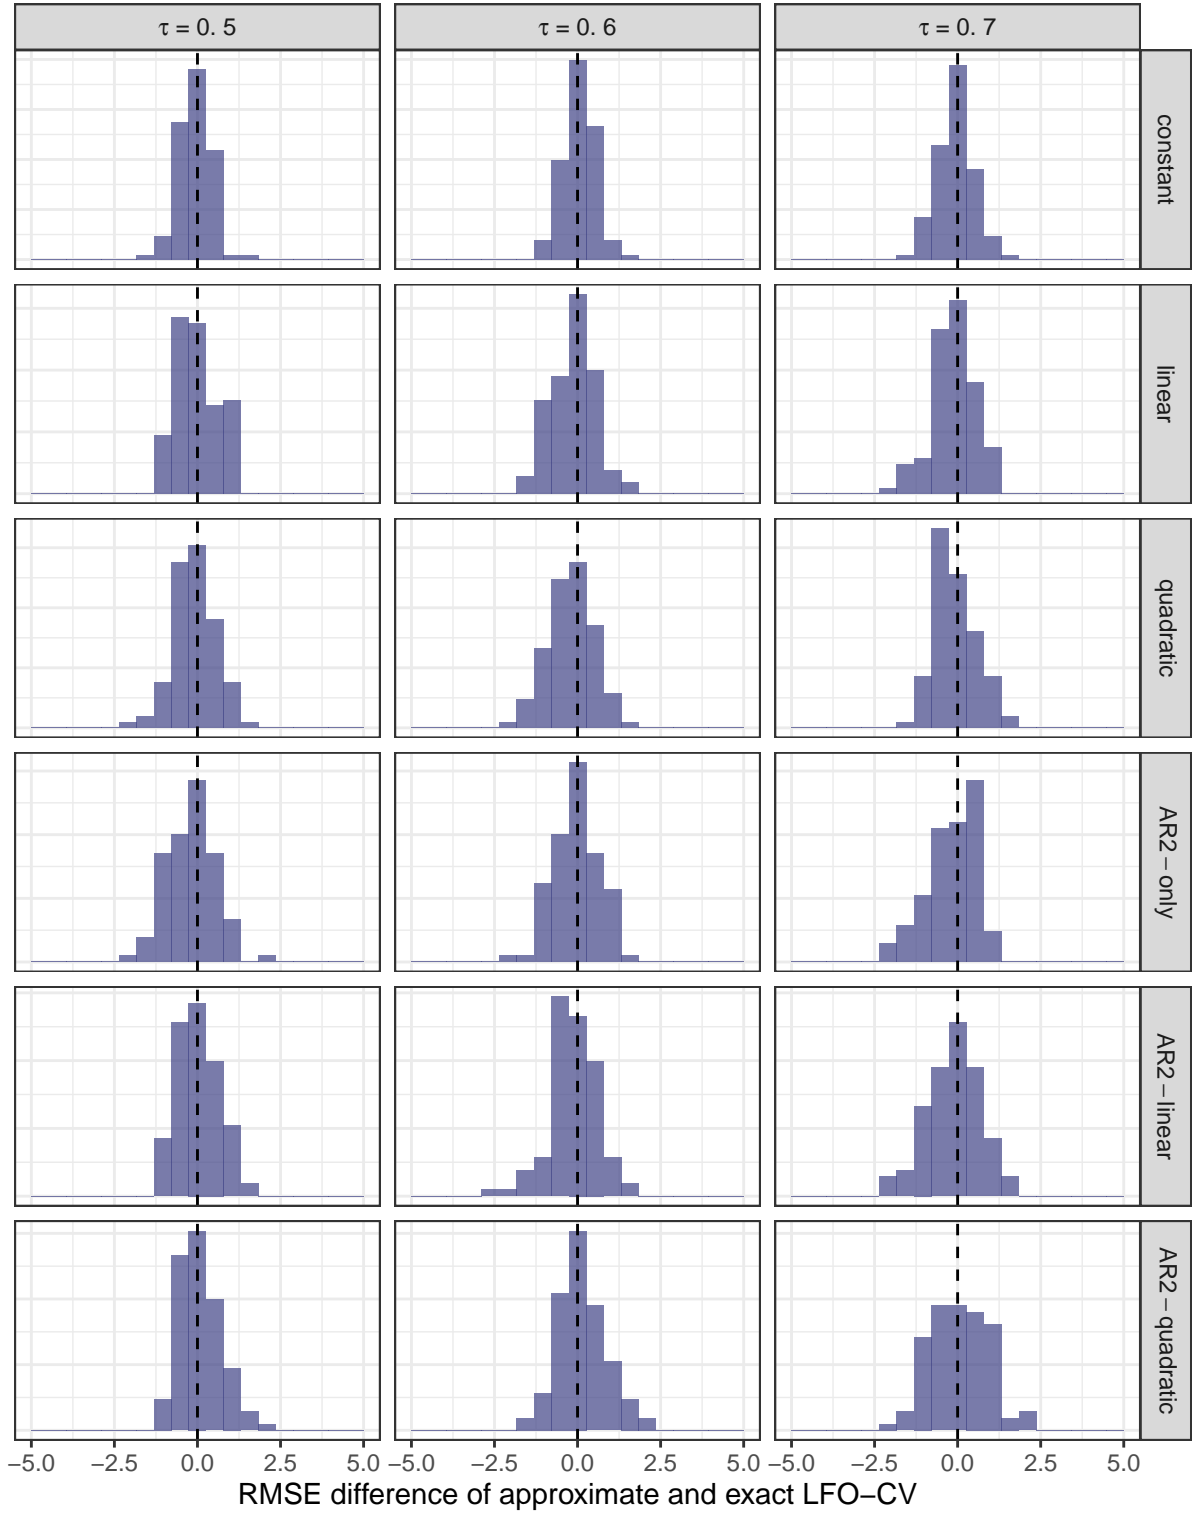 τ = 0. 5
τ = 0. 6
τ = 0. 7
constant
linear
quadratic
AR2 − only
AR2 − linear
AR2 − quadratic
−5.0 −2.5 0.0 2.5 5.0 −5.0 −2.5 0.0 2.5 5.0 −5.0 −2.5 0.0 2.5 5.0
RMSE difference of approximate and exact LFO−CV